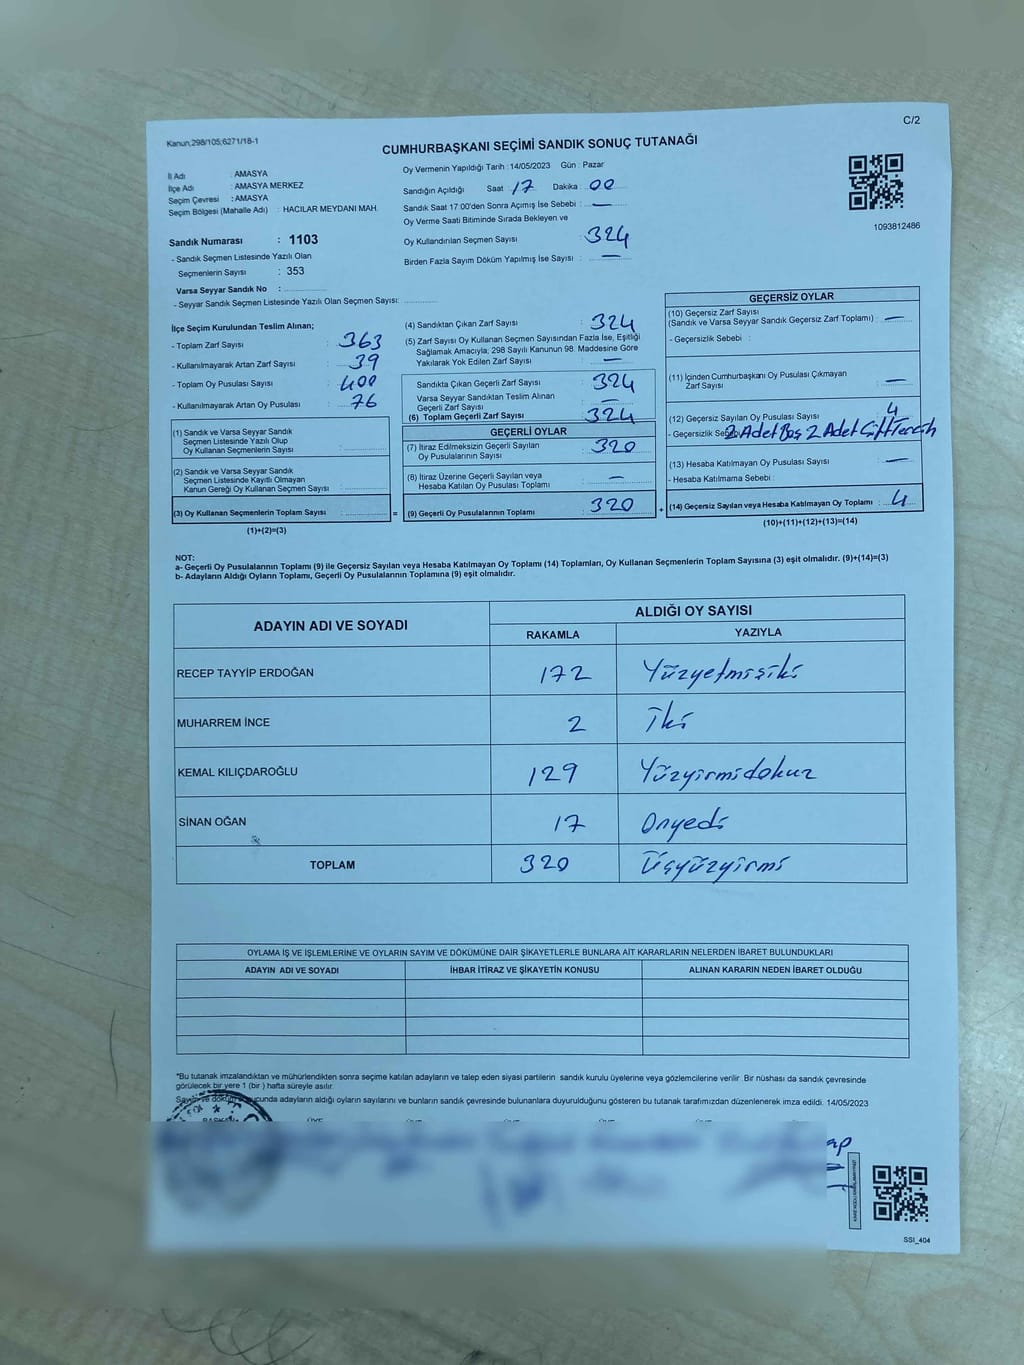 Kanun;298/105;6271/18-1
C/2
CUMHURBAŞKANI SEÇİMİ SANDIK SONUÇ TUTANAĞI
İl Adı : AMASYA
İlçe Adı : AMASYA MERKEZ
Seçim Çevresi : AMASYA
Seçim Bölgesi (Mahalle Adı) : HACILAR MEYDANI MAH.
Sandık Numarası : 1103
- Sandık Seçmen Listesinde Yazılı Olan
Seçmenlerin Sayısı : 353
Varsa Seyyar Sandık No :
- Seyyar Sandık Seçmen Listesinde Yazılı Olan Seçmen Sayısı:
Oy Vermenin Yapıldığı Tarih : 14/05/2023 Gün : Pazar
Sandığın Açıldığı Saat : 17 Dakika : 00
Sandık Saat 17:00'den Sonra Açımış İse Sebebi : —
Oy Verme Saati Bitiminde Sırada Bekleyen ve
Oy Kullandırılan Seçmen Sayısı : 324
Birden Fazla Sayım Döküm Yapılmış İse Sayısı : —
1093812486
İlçe Seçim Kurulundan Teslim Alınan;
- Toplam Zarf Sayısı : 363
- Kullanılmayarak Artan Zarf Sayısı : 39
- Toplam Oy Pusulası Sayısı : 400
- Kullanılmayarak Artan Oy Pusulası : 76
(1) Sandık ve Varsa Seyyar Sandık
Seçmen Listesinde Yazılı Olup
Oy Kullanan Seçmenlerin Sayısı :
(2) Sandık ve Varsa Seyyar Sandık
Seçmen Listesinde Kayıtlı Olmayan
Kanun Gereği Oy Kullanan Seçmen Sayısı :
(3) Oy Kullanan Seçmenlerin Toplam Sayısı : =
(1)+(2)=(3)
(4) Sandıktan Çıkan Zarf Sayısı : 324
(5) Zarf Sayısı Oy Kullanan Seçmen Sayısından Fazla İse, Eşitliği
Sağlamak Amacıyla; 298 Sayılı Kanunun 98. Maddesine Göre
Yakılarak Yok Edilen Zarf Sayısı : —
Sandıkta Çıkan Geçerli Zarf Sayısı : 324
Varsa Seyyar Sandıktan Teslim Alınan
Geçerli Zarf Sayısı : —
(6) Toplam Geçerli Zarf Sayısı : 324
GEÇERLİ OYLAR
(7) İtiraz Edilmeksizin Geçerli Sayılan
Oy Pusulalarının Sayısı : 320
(8) İtiraz Üzerine Geçerli Sayılan veya
Hesaba Katılan Oy Pusulası Toplamı : —
(9) Geçerli Oy Pusulalarının Toplamı : 320 +
GEÇERSİZ OYLAR
(10) Geçersiz Zarf Sayısı
(Sandık ve Varsa Seyyar Sandık Geçersiz Zarf Toplamı) : —
- Geçersizlik Sebebi :
(11) İçinden Cumhurbaşkanı Oy Pusulası Çıkmayan
Zarf Sayısı : —
(12) Geçersiz Sayılan Oy Pusulası Sayısı : 4
- Geçersizlik Sebebi 2 Adet Boş 2 Adet Çift Tercih
(13) Hesaba Katılmayan Oy Pusulası Sayısı : —
- Hesaba Katılmama Sebebi :
(14) Geçersiz Sayılan veya Hesaba Katılmayan Oy Toplamı : 4
(10)+(11)+(12)+(13)=(14)
NOT:
a- Geçerli Oy Pusulalarının Toplamı (9) ile Geçersiz Sayılan veya Hesaba Katılmayan Oy Toplamı (14) Toplamları, Oy Kullanan Seçmenlerin Toplam Sayısına (3) eşit olmalıdır. (9)+(14)=(3)
b- Adayların Aldığı Oyların Toplamı, Geçerli Oy Pusulalarının Toplamına (9) eşit olmalıdır.
ADAYIN ADI VE SOYADI ALDIĞI OY SAYISI
RAKAMLA YAZIYLA
RECEP TAYYİP ERDOĞAN 172 Yüzyetmişiki
MUHARREM İNCE 2 İki
KEMAL KILIÇDAROĞLU 129 Yüzyirmidokuz
SİNAN OĞAN 17 Onyedi
TOPLAM 320 Üçyüzyirmi
OYLAMA İŞ VE İŞLEMLERİNE VE OYLARIN SAYIM VE DÖKÜMÜNE DAİR ŞİKAYETLERLE BUNLARA AİT KARARLARIN NELERDEN İBARET BULUNDUKLARI
ADAYIN ADI VE SOYADI İHBAR İTİRAZ VE ŞİKAYETİN KONUSU ALINAN KARARIN NEDEN İBARET OLDUĞU
*Bu tutanak imzalandıktan ve mühürlendikten sonra seçime katılan adayların ve talep eden siyasi partilerin sandık kurulu üyelerine veya gözlemcilerine verilir. Bir nüshası da sandık çevresinde
görülecek bir yere 1 (bir ) hafta süreyle asılır.
Sayım ve döküm sonucunda adayların aldığı oyların sayılarını ve bunların sandık çevresinde bulunanlara duyurulduğunu gösteren bu tutanak tarafımızdan düzenlenerek imza edildi. 14/05/2023
SSI_404